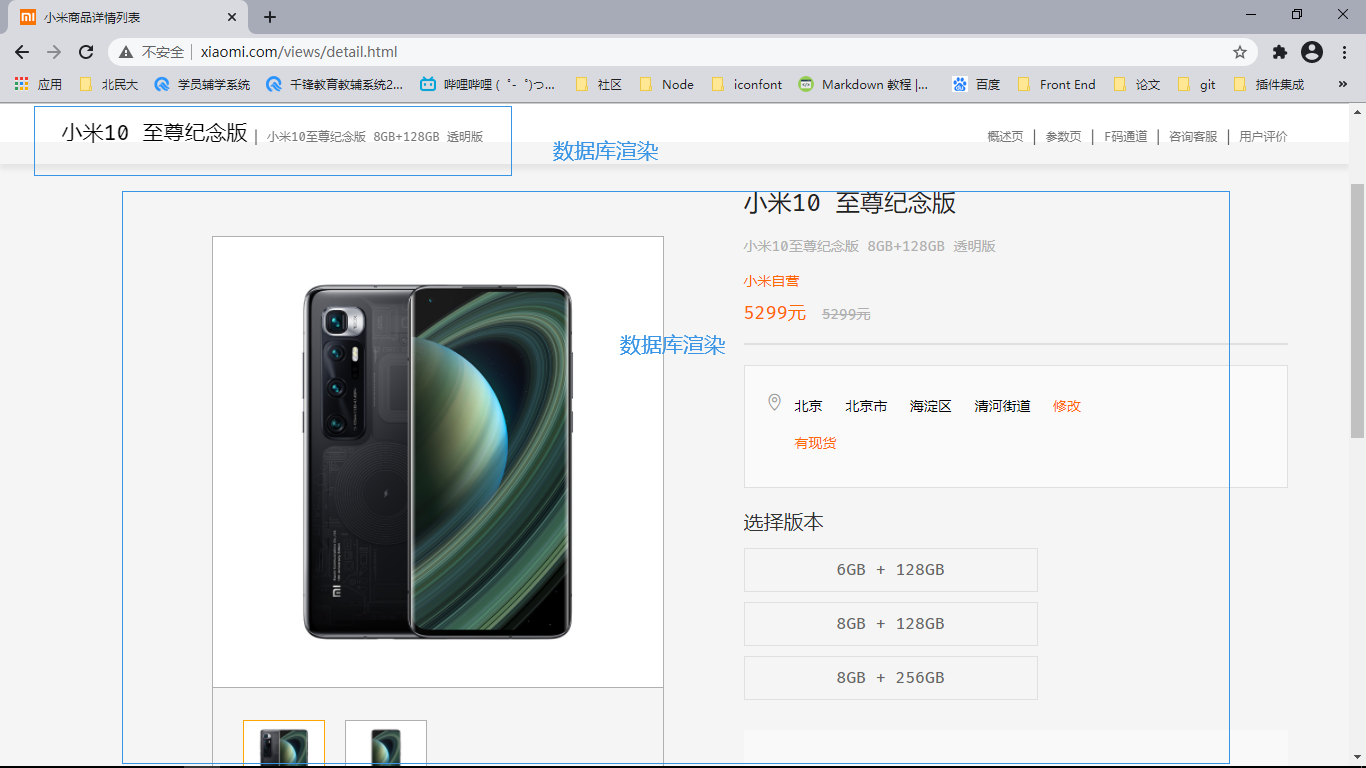 小米商品详情列表
不安全 xiaomi.com/views/detail.html
应用 北民大 学员辅学系统 千锋教育教辅系统2... 哔哩哔哩 (゜-゜)つ... 社区 Node iconfont Markdown 教程 |... 百度 Front End 论文 git 插件集成 »
小米10 至尊纪念版 | 小米10至尊纪念版 8GB+128GB 透明版
概述页 | 参数页 | F码通道 | 咨询客服 | 用户评价
数据库渲染
小米10 至尊纪念版
小米10至尊纪念版 8GB+128GB 透明版
小米自营
5299元 5299元
数据库渲染
北京 北京市 海淀区 清河街道 修改
有现货
选择版本
6GB + 128GB
8GB + 128GB
8GB + 256GB